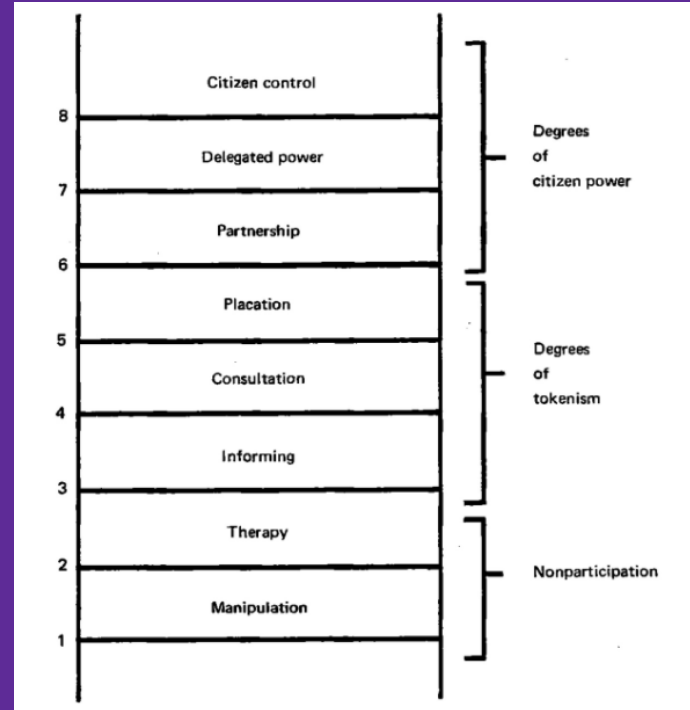 Citizen control
8
Delegated power
7
Partnership
6
Placation
5
Consultation
4
Informing
3
Therapy
2
Manipulation
1
Degrees
of
citizen power
Degrees
of
tokenism
Nonparticipation